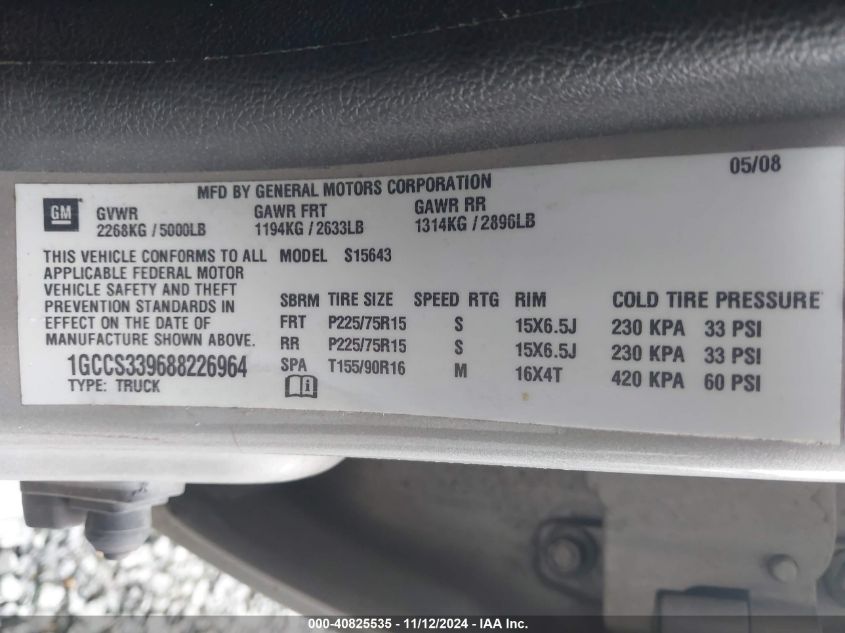 05/08
MFD BY GENERAL MOTORS CORPORATION
GM
GVWR GAWR FRT GAWR RR
2268KG / 5000LB 1194KG / 2633LB 1314KG / 2896LB
THIS VEHICLE CONFORMS TO ALL
APPLICABLE FEDERAL MOTOR
VEHICLE SAFETY AND THEFT
PREVENTION STANDARDS IN
EFFECT ON THE DATE OF
MANUFACTURE SHOWN ABOVE.
1GCCS339688226964
TYPE: TRUCK
MODEL S15643
SBRM TIRE SIZE SPEED RTG RIM COLD TIRE PRESSURE
FRT P225/75R15 S 15X6.5J 230 KPA 33 PSI
RR P225/75R15 S 15X6.5J 230 KPA 33 PSI
SPA T155/90R16 M 16X4T 420 KPA 60 PSI
000-40825535 - 11/12/2024 - IAA Inc.